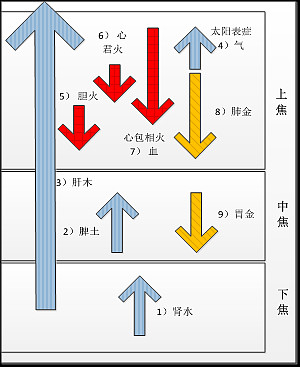 6）心
君火
太阳表症
4）气
5）胆火
8）肺金
心包相火
7）血
上
焦
3）肝木
2）脾土
9）胃金
中
焦
1）肾水
下
焦